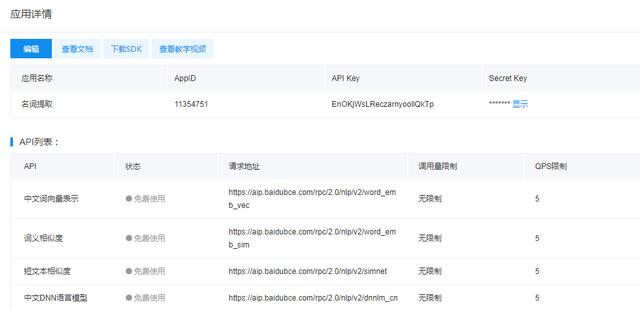 应用详情
编辑 查看文档 下载SDK 查看教学视频
应用名称 AppID API Key Secret Key
名词提取 11354751 EnOKjWsLReczarnyoolIQkTp ******* 显示
API列表：
API 状态 请求地址 调用量限制 QPS限制
中文词向量表示 免费使用 https://aip.baidubce.com/rpc/2.0/nlp/v2/word_em 无限制 5
b_vec
词义相似度 免费使用 https://aip.baidubce.com/rpc/2.0/nlp/v2/word_em 无限制 5
b_sim
短文本相似度 免费使用 https://aip.baidubce.com/rpc/2.0/nlp/v2/simnet 无限制 5
中文DNN语言模型 免费使用 https://aip.baidubce.com/rpc/2.0/nlp/v2/dnnlm_cn 无限制 5